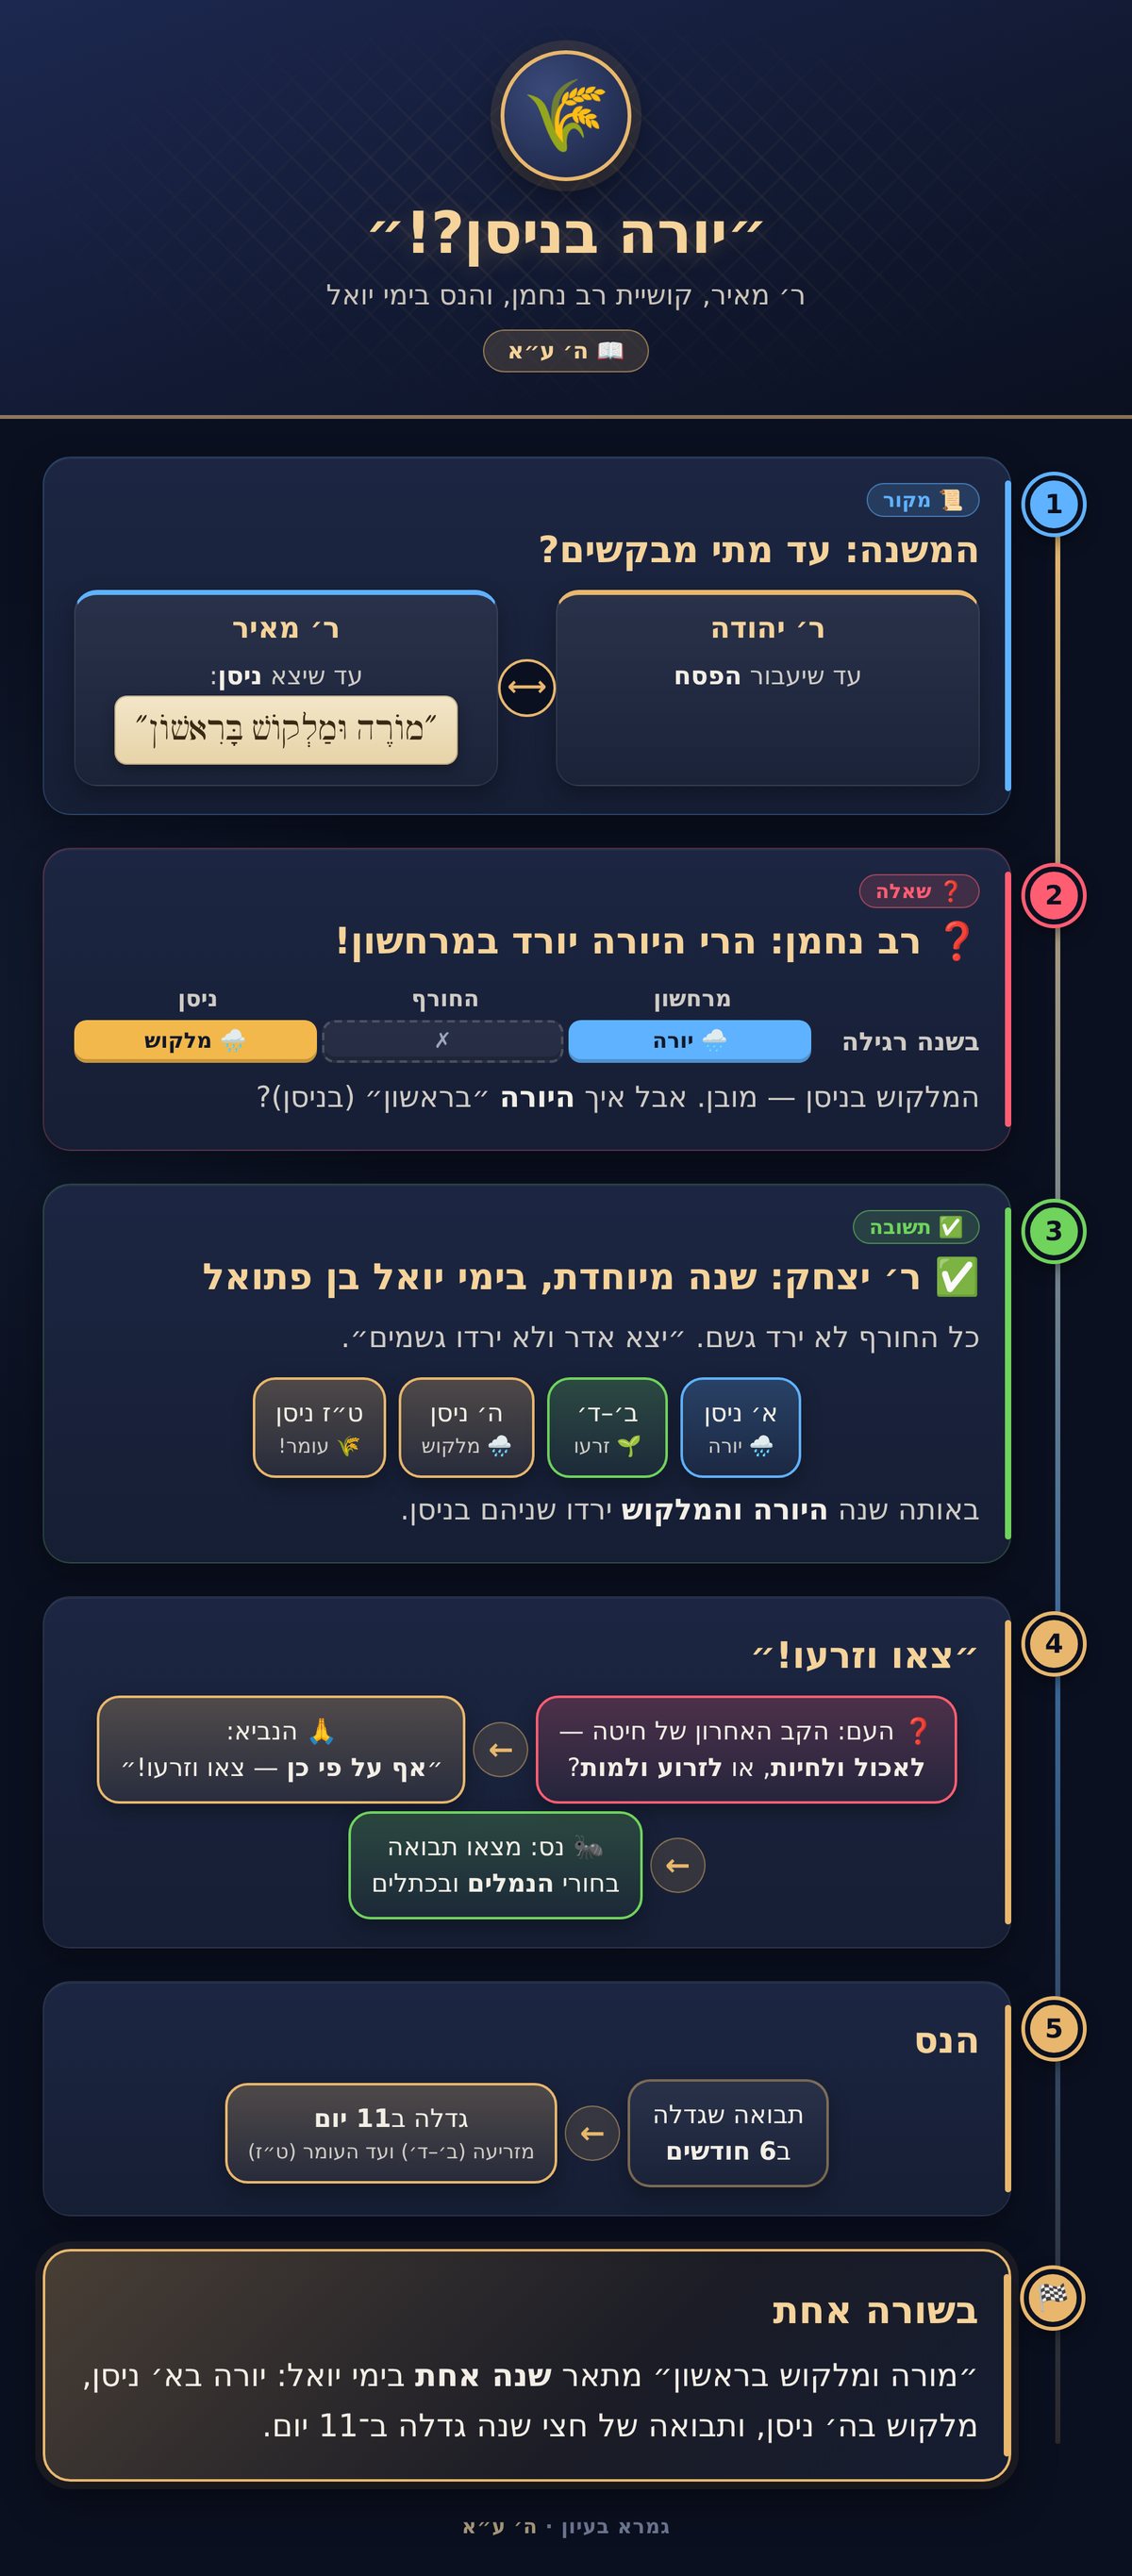 ״יורה בניסן?!״
ר׳ מאיר, קושיית רב נחמן, והנס בימי יואל
📖 ה׳ ע״א
1
📜 מקור
המשנה: עד מתי מבקשים?
ר׳ יהודה
עד שיעבור הפסח
⟷
ר׳ מאיר
עד שיצא ניסן:
״מוֹרֶה וּמַלְקוֹשׁ בָּרִאשׁוֹן״
2
❓ שאלה
❓ רב נחמן: הרי היורה יורד במרחשון!
מרחשון
החורף
ניסן
בשנה רגילה
🌧️ יורה
✗
🌧️ מלקוש
המלקוש בניסן — מובן. אבל איך היורה ״בראשון״ (בניסן)?
3
✅ תשובה
✅ ר׳ יצחק: שנה מיוחדת, בימי יואל בן פתואל
כל החורף לא ירד גשם. ״יצא אדר ולא ירדו גשמים״.
א׳ ניסן
🌧️ יורה
ב׳–ד׳
🌱 זרעו
ה׳ ניסן
🌧️ מלקוש
ט״ז ניסן
🌾 עומר!
באותה שנה היורה והמלקוש ירדו שניהם בניסן.
4
״צאו וזרעו!״
❓ העם: הקב האחרון של חיטה —
לאכול ולחיות, או לזרוע ולמות?
←
🙏 הנביא:
״אף על פי כן — צאו וזרעו!״
←
🐜 נס: מצאו תבואה
בחורי הנמלים ובכתלים
5
הנס
תבואה שגדלה
ב6 חודשים
←
גדלה ב11 יום
מזריעה (ב׳–ד׳) ועד העומר (ט״ז)
🏁
בשורה אחת
״מורה ומלקוש בראשון״ מתאר שנה אחת בימי יואל: יורה בא׳ ניסן,
מלקוש בה׳ ניסן, ותבואה של חצי שנה גדלה ב־11 יום.
גמרא בעיון · ה׳ ע״א